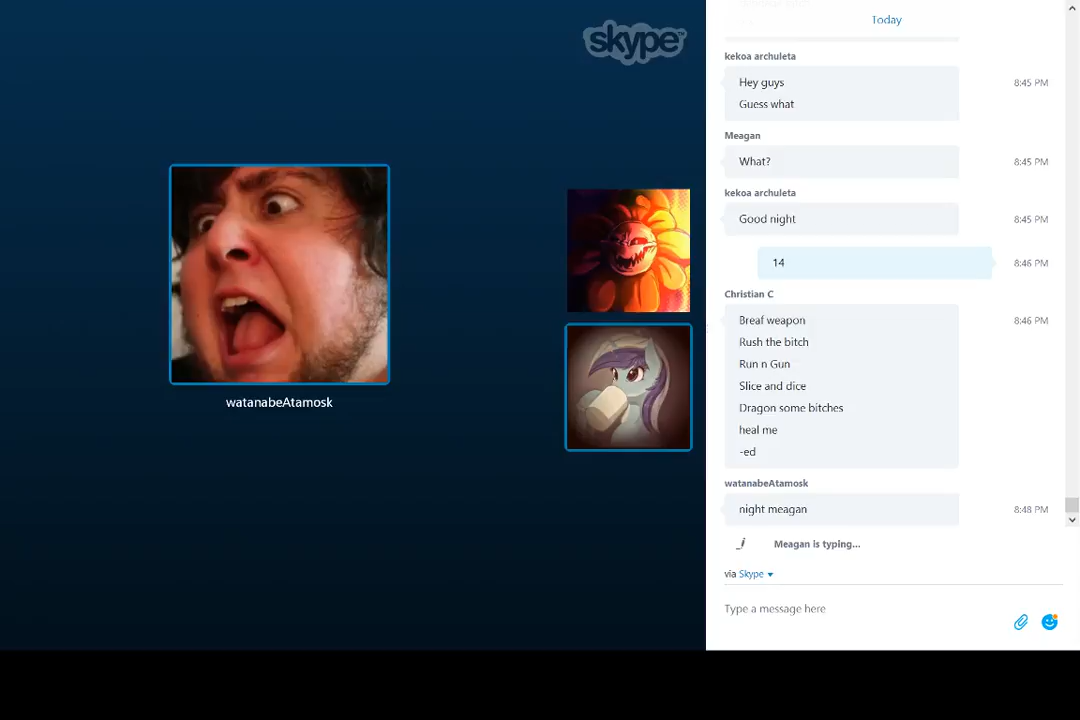 skype™
Today
kekoa archuleta
Hey guys
8:45 PM
Guess what
Meagan
What?
8:45 PM
kekoa archuleta
Good night
8:45 PM
14
8:46 PM
Christian C
Breaf weapon
8:46 PM
Rush the bitch
Run n Gun
Slice and dice
Dragon some bitches
heal me
-ed
watanabeAtamosk
night meagan
8:48 PM
Meagan is typing...
via Skype
Type a message here
watanabeAtamosk